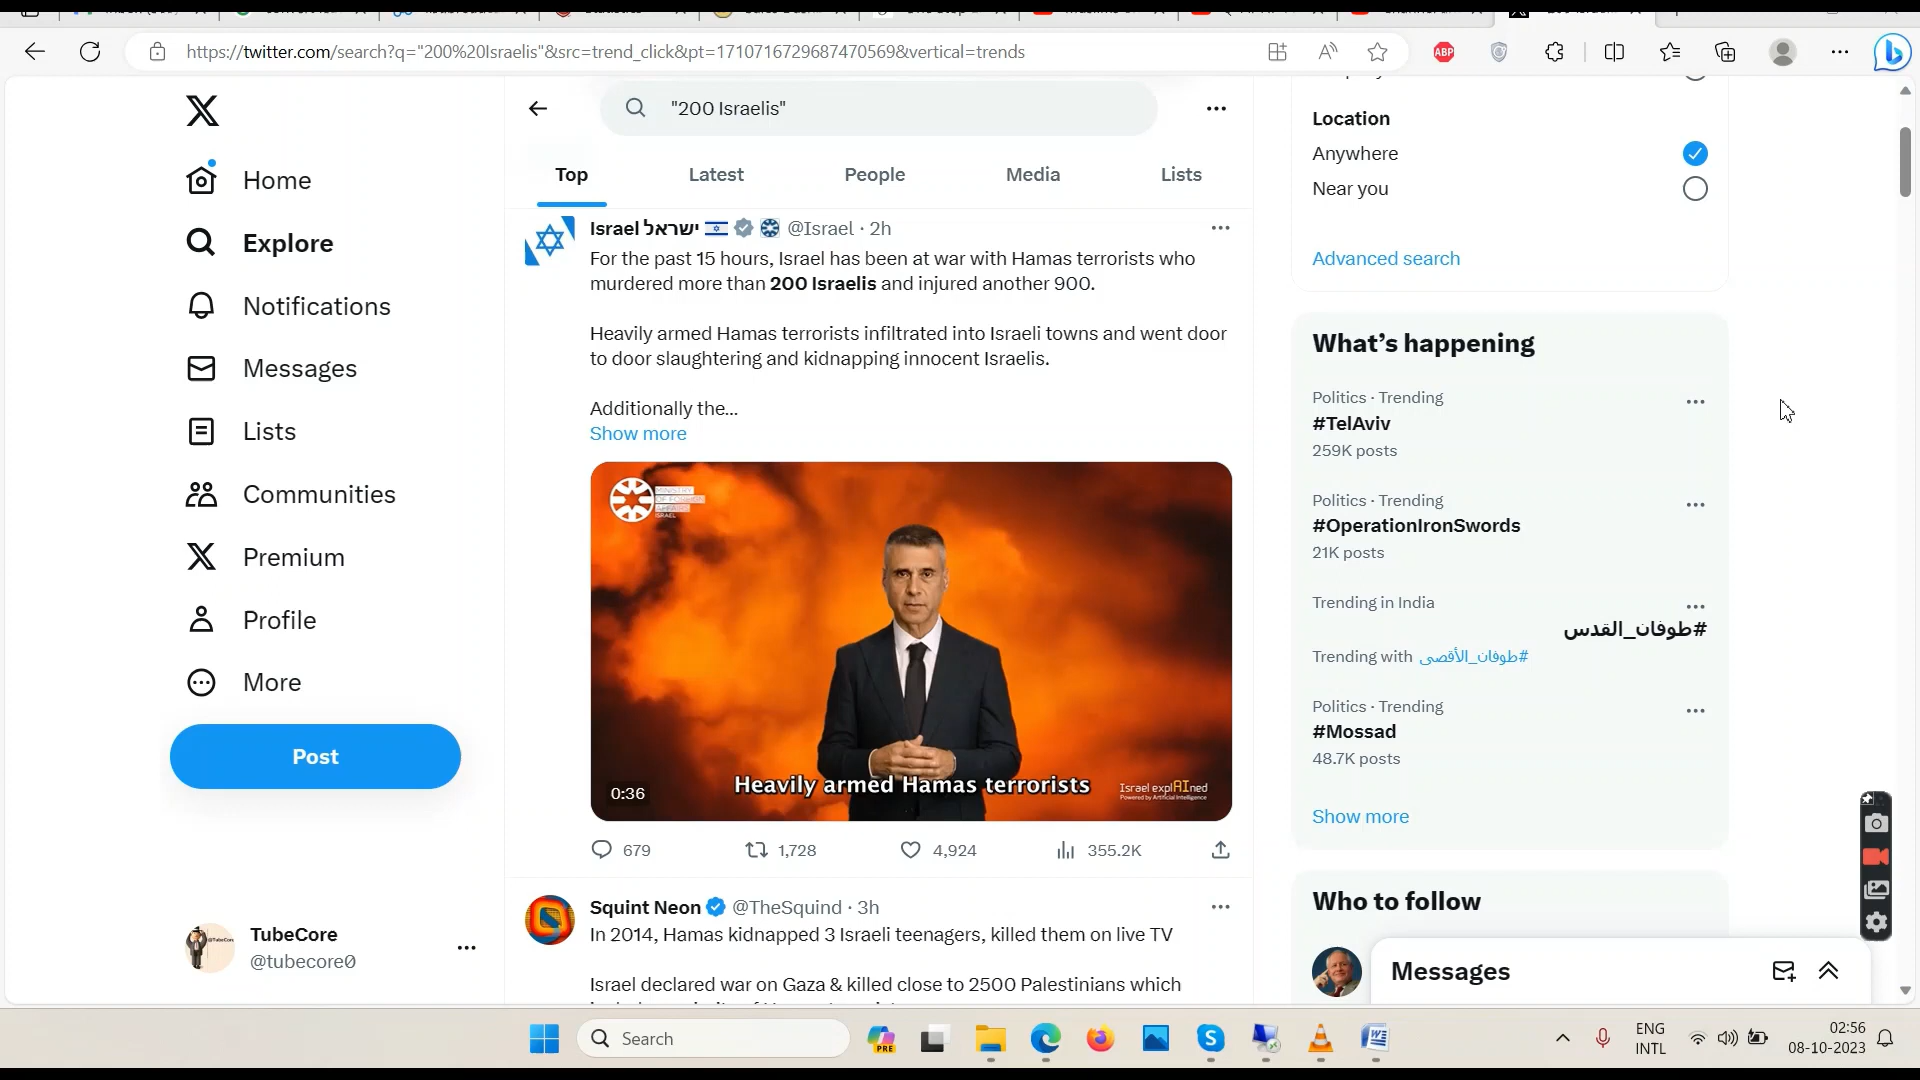 https://twitter.com/search?q="200%20Israelis"&src=trend_click&pt=1710716729687470569&vertical=trends
ABP
Home
Explore
Notifications
Messages
Lists
Communities
Premium
Profile
More
Post
TubeCore
@tubecore0
"200 Israelis"
Top
Latest
People
Media
Lists
Israel ישראל @Israel · 2h
For the past 15 hours, Israel has been at war with Hamas terrorists who
murdered more than 200 Israelis and injured another 900.
Heavily armed Hamas terrorists infiltrated into Israeli towns and went door
to door slaughtering and kidnapping innocent Israelis.
Additionally the...
Show more
MINISTRY
OF FOREIGN
AFFAIRS
ISRAEL
Heavily armed Hamas terrorists
0:36
Israel explAIned
Powered by Artificial Intelligence
679
1,728
4,924
355.2K
Squint Neon @TheSquind · 3h
In 2014, Hamas kidnapped 3 Israeli teenagers, killed them on live TV
Israel declared war on Gaza & killed close to 2500 Palestinians which
Location
Anywhere
Near you
Advanced search
What's happening
Politics · Trending
#TelAviv
259K posts
Politics · Trending
#OperationIronSwords
21K posts
Trending in India
#طوفان_القدس
Trending with #طوفان_الأقصى
Politics · Trending
#Mossad
48.7K posts
Show more
Who to follow
Messages
Search
PRE
ENG
INTL
02:56
08-10-2023